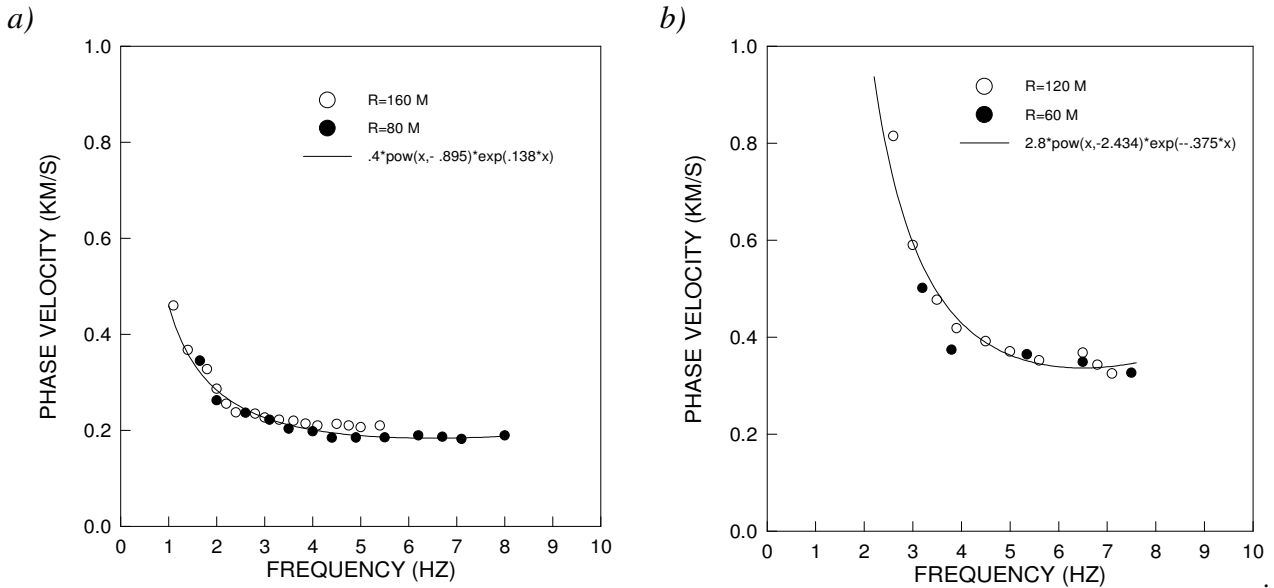 a)
PHASE VELOCITY (KM/S)
1.0
0.8
0.6
0.4
0.2
0.0
R=160 M
R=80 M
.4*pow(x,- .895)*exp(.138*x)
0 1 2 3 4 5 6 7 8 9 10
FREQUENCY (HZ)
b)
PHASE VELOCITY (KM/S)
1.0
0.8
0.6
0.4
0.2
0.0
R=120 M
R=60 M
2.8*pow(x,-2.434)*exp(--.375*x)
0 1 2 3 4 5 6 7 8 9 10
FREQUENCY (HZ)
.